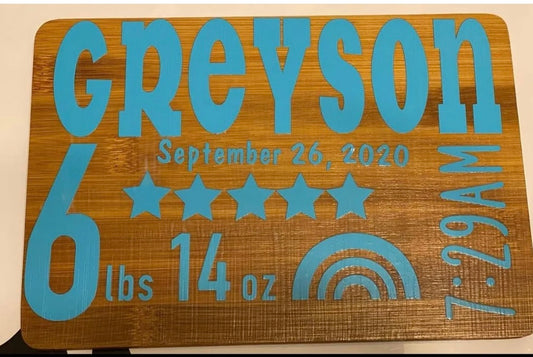 GREYSON
September 26, 2020
6 lbs 14 oz
7:29AM